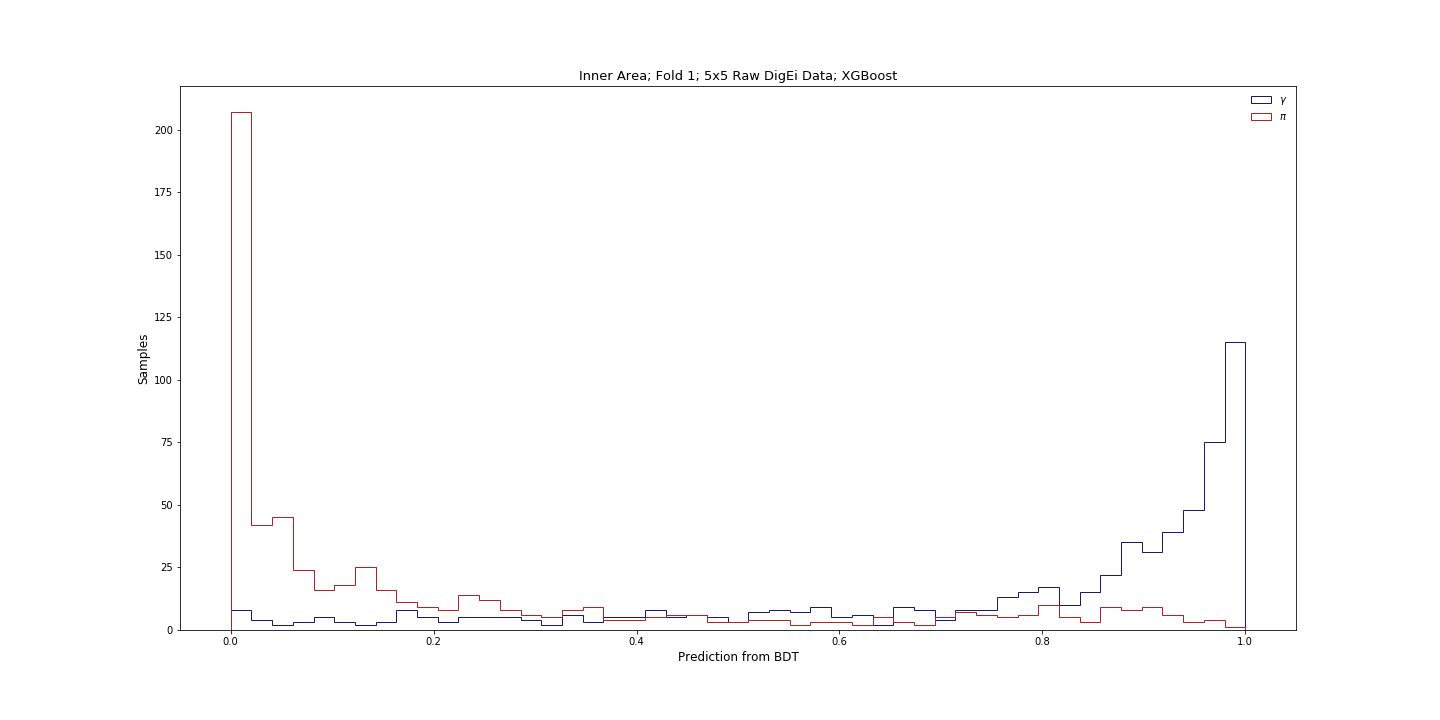 Inner Area; Fold 1; 5x5 Raw DigEi Data; XGBoost
γ
π
200
175
150
125
100
75
50
25
0
Samples
0.0 0.2 0.4 0.6 0.8 1.0
Prediction from BDT